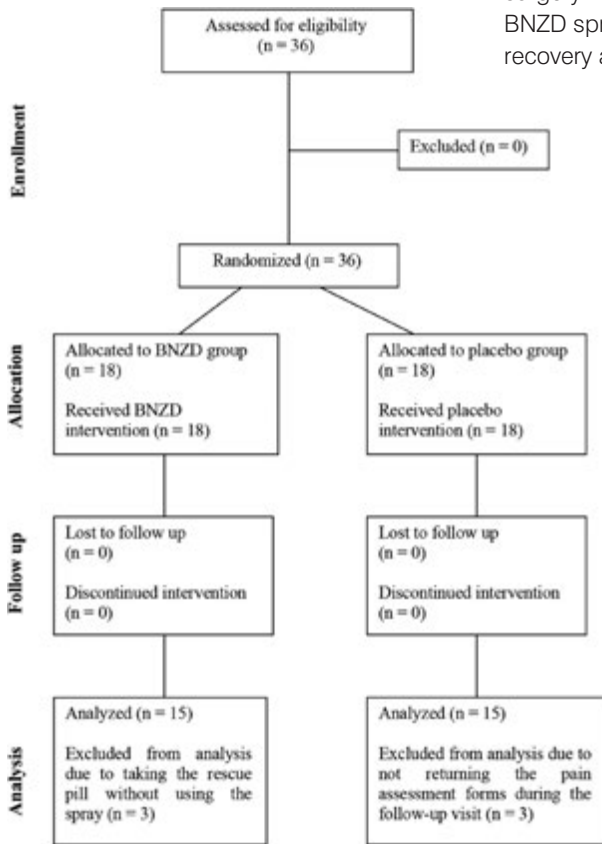 BNZD
recovery
Assessed for eligibility
(n = 36)
Enrollment
Excluded (n = 0)
Randomized (n = 36)
Allocation
Allocated to BNZD group
(n = 18)
Received BNZD
intervention (n = 18)
Allocated to placebo group
(n = 18)
Received placebo
intervention (n = 18)
Follow up
Lost to follow up
(n = 0)
Discontinued intervention
(n = 0)
Lost to follow up
(n = 0)
Discontinued intervention
(n = 0)
Analysis
Analyzed (n = 15)
Excluded from analysis
due to taking the rescue
pill without using the
spray (n = 3)
Analyzed (n = 15)
Excluded from analysis due to
not returning the pain
assessment forms during the
follow-up visit (n = 3)